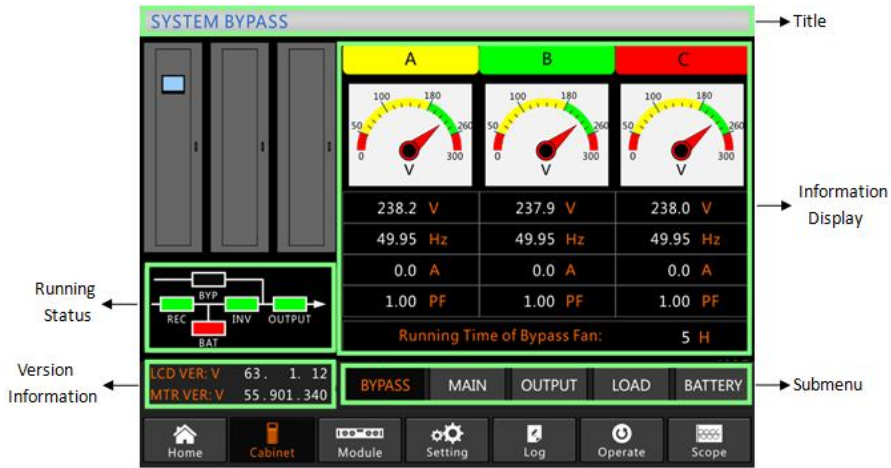 SYSTEM BYPASS
Title
A B C
50 100 180 260 0 300 V
50 100 180 260 0 300 V
50 100 180 260 0 300 V
238.2 V 237.9 V 238.0 V
49.95 Hz 49.95 Hz 49.95 Hz
0.0 A 0.0 A 0.0 A
1.00 PF 1.00 PF 1.00 PF
Running Time of Bypass Fan: 5 H
Information
Display
Running
Status
BYP
REC INV OUTPUT
BAT
Version
Information
LCD VER: V 63. 1. 12
MTR VER: V 55.901.340
BYPASS MAIN OUTPUT LOAD BATTERY
Submenu
Home Cabinet Module Setting Log Operate Scope